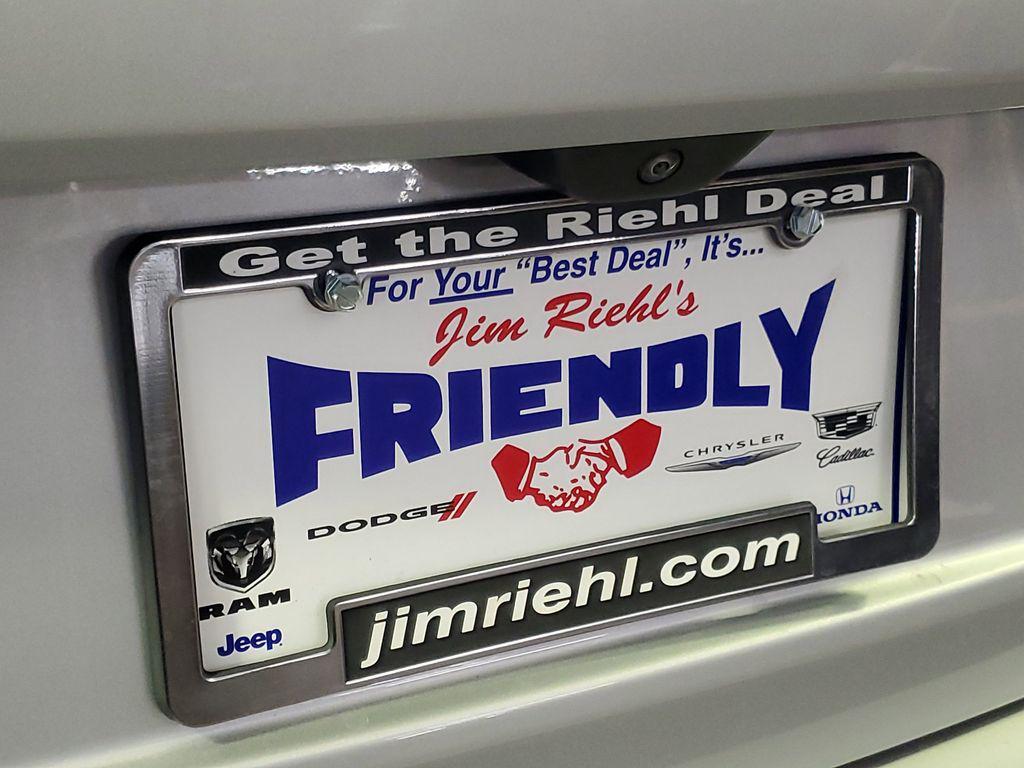 Get the Riehl Deal
For Your "Best Deal", It's...
Jim Riehl's
FRIENDLY
CHRYSLER
Cadillac
DODGE
HONDA
RAM
Jeep
jimriehl.com